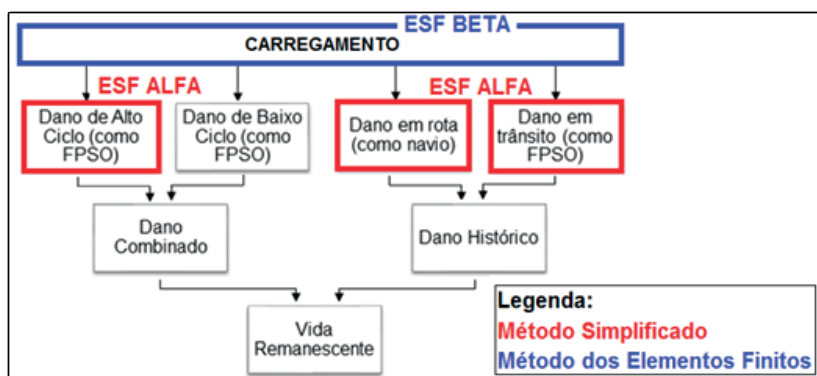 ESF BETA
CARREGAMENTO
ESF ALFA
ESF ALFA
Dano de Alto
Ciclo (como
FPSO)
Dano de Baixo
Ciclo (como
FPSO)
Dano em rota
(como navio)
Dano em
trânsito (como
FPSO)
Dano
Combinado
Dano Histórico
Vida
Remanescente
Legenda:
Método Simplificado
Método dos Elementos Finitos